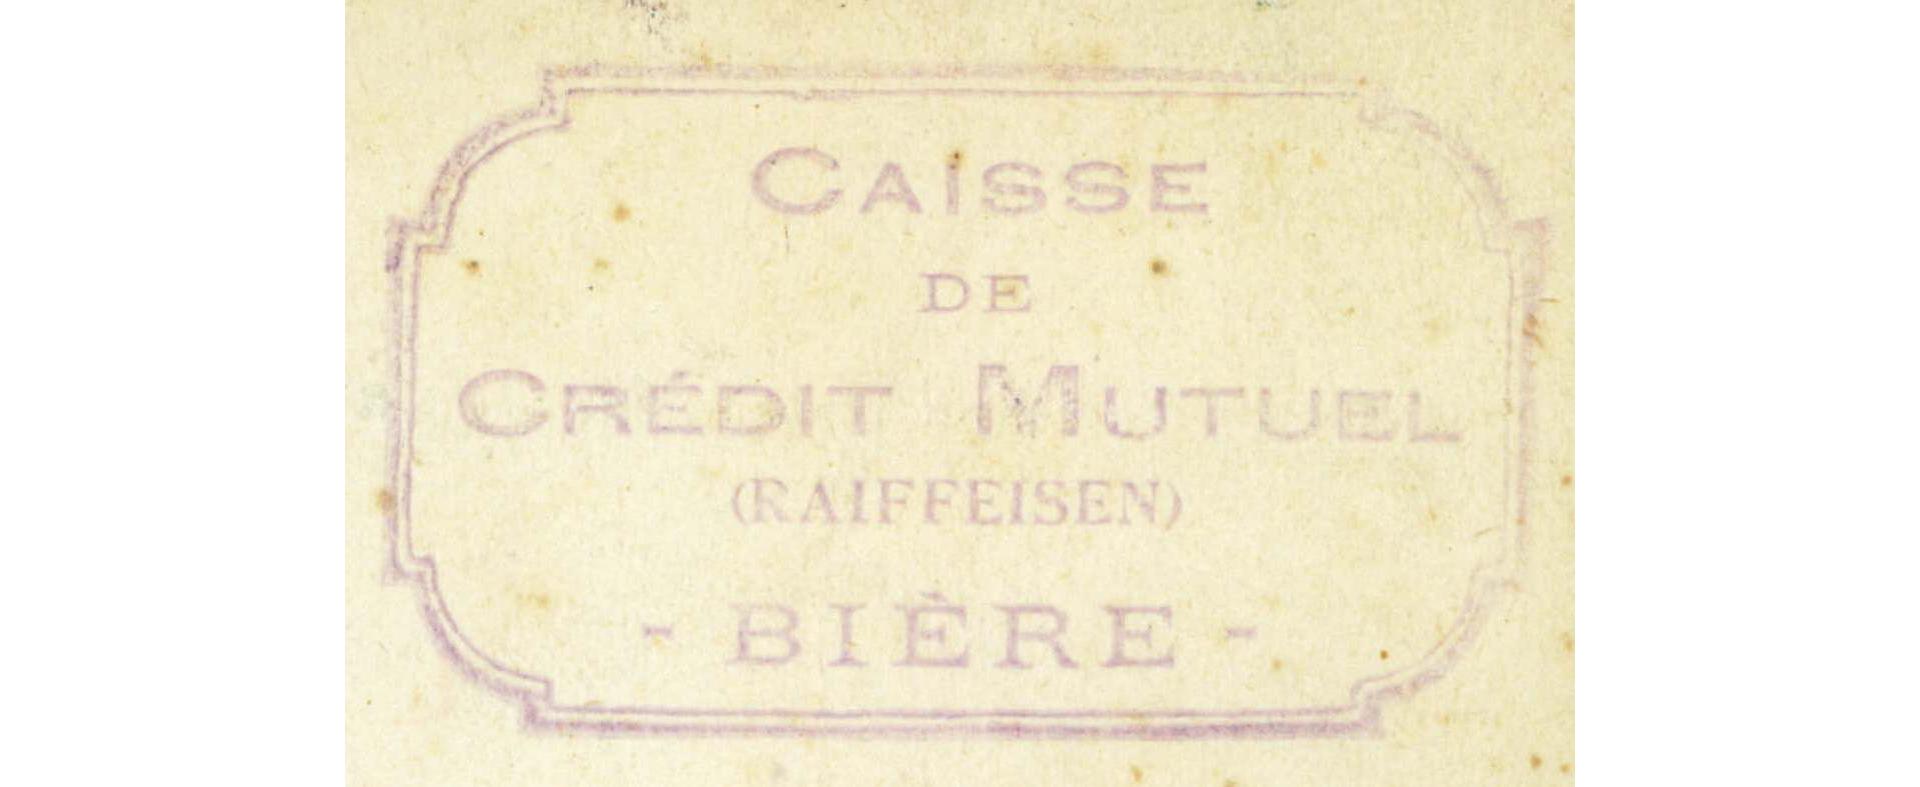 CAISSE
DE
CRÉDIT MUTUEL
(RAIFFEISEN)
- BIÈRE -